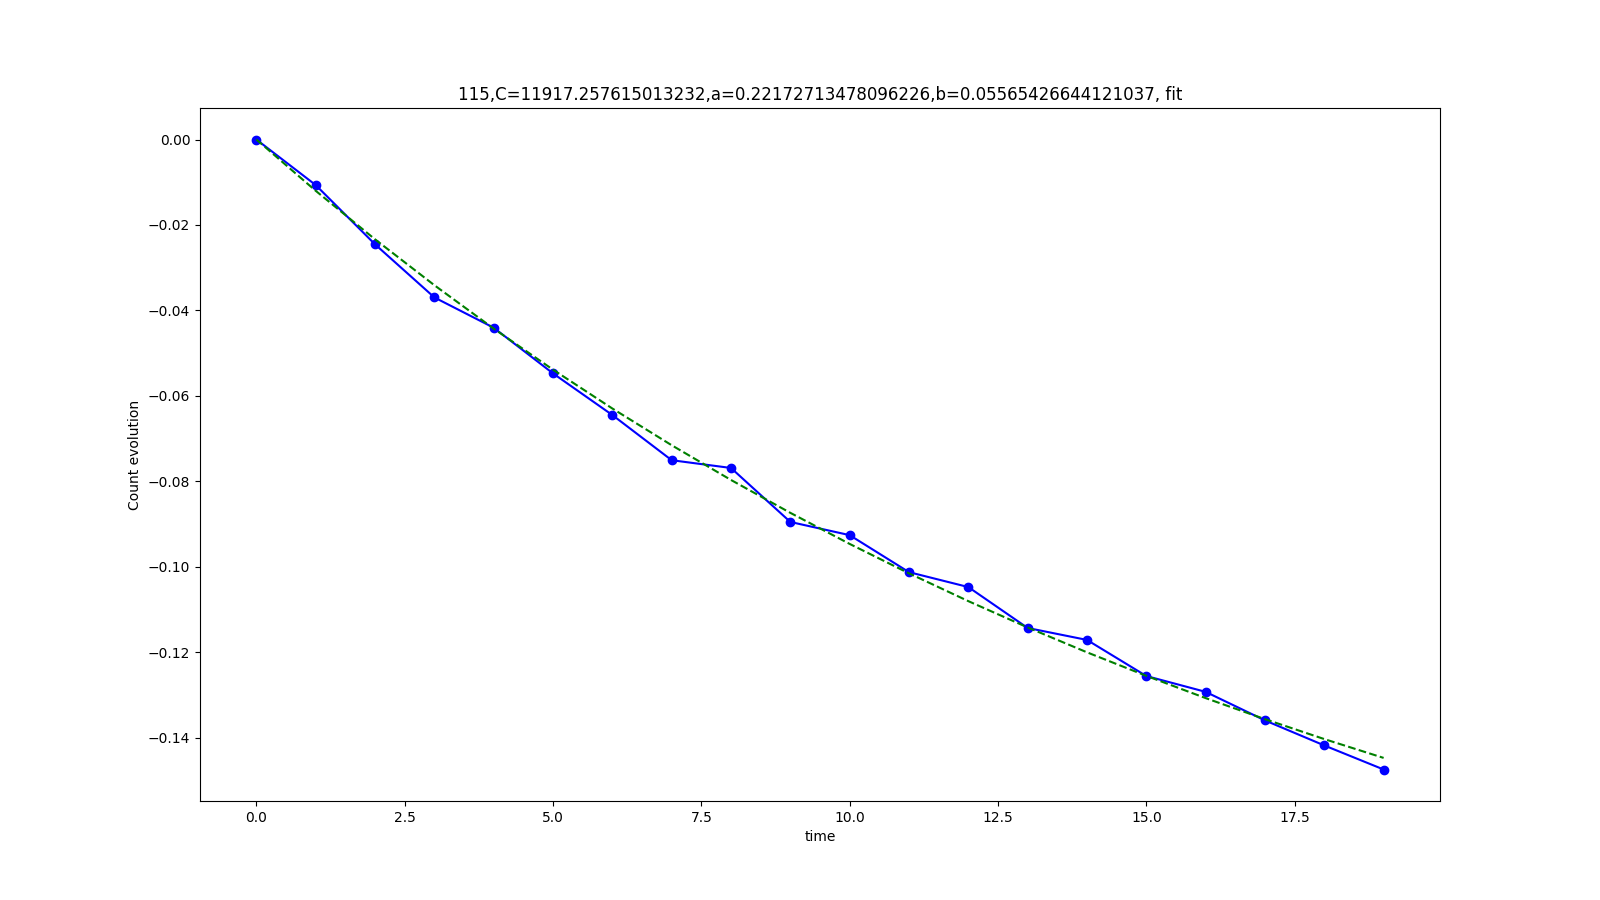 115,C=11917.257615013232,a=0.22172713478096226,b=0.05565426644121037, fit
0.00
−0.02
−0.04
−0.06
−0.08
−0.10
−0.12
−0.14
Count evolution
0.0 2.5 5.0 7.5 10.0 12.5 15.0 17.5
time